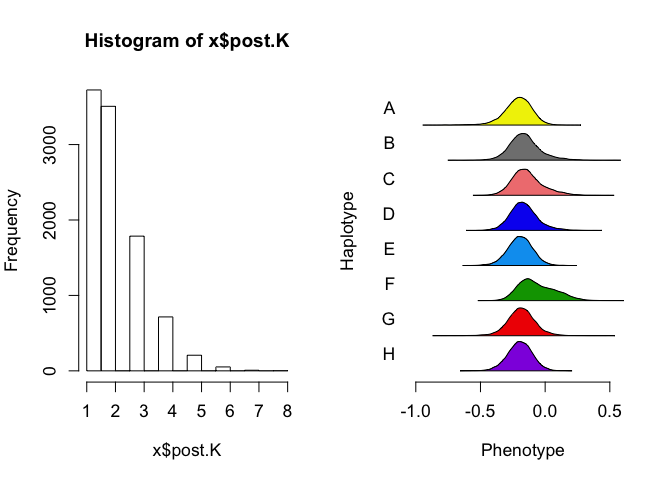 Histogram of x$post.K
Frequency
0
1000
2000
3000
1 2 3 4 5 6 7 8
x$post.K
Haplotype
A
B
C
D
E
F
G
H
-1.0 -0.5 0.0 0.5
Phenotype